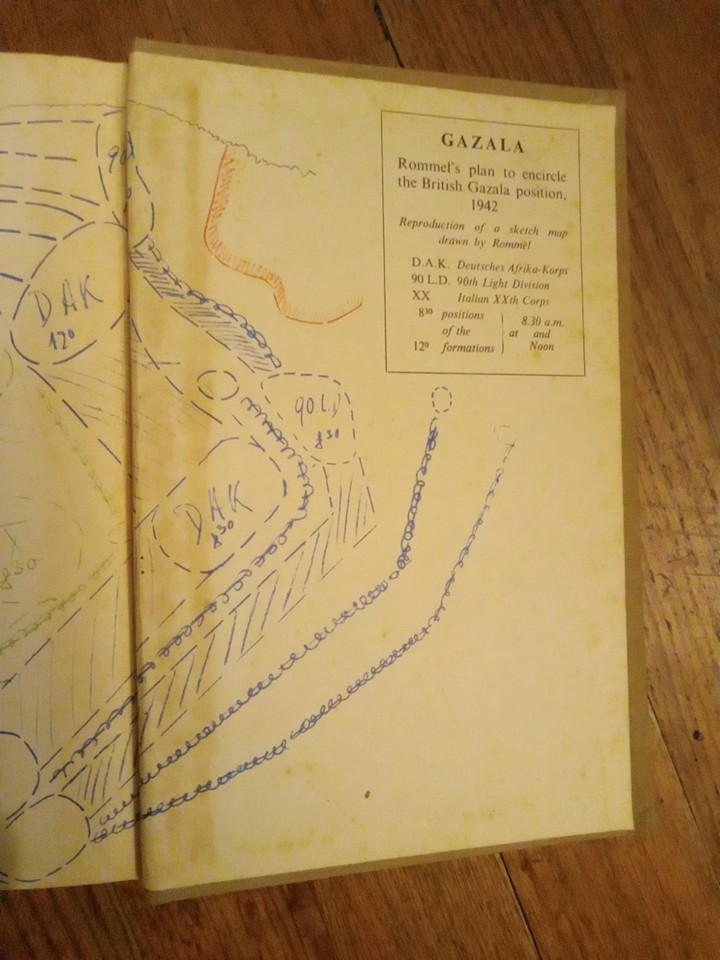 GAZALA
Rommel's plan to encircle
the British Gazala position,
1942
Reproduction of a sketch map
drawn by Rommel
D.A.K. Deutsches Afrika-Korps
90 L.D. 90th Light Division
XX Italian XXth Corps
8³⁰ positions 8.30 a.m.
of the at and
12⁰ formations Noon
DAK
12⁰
90.L.D
8³⁰
DAK
8³⁰
X
8³⁰